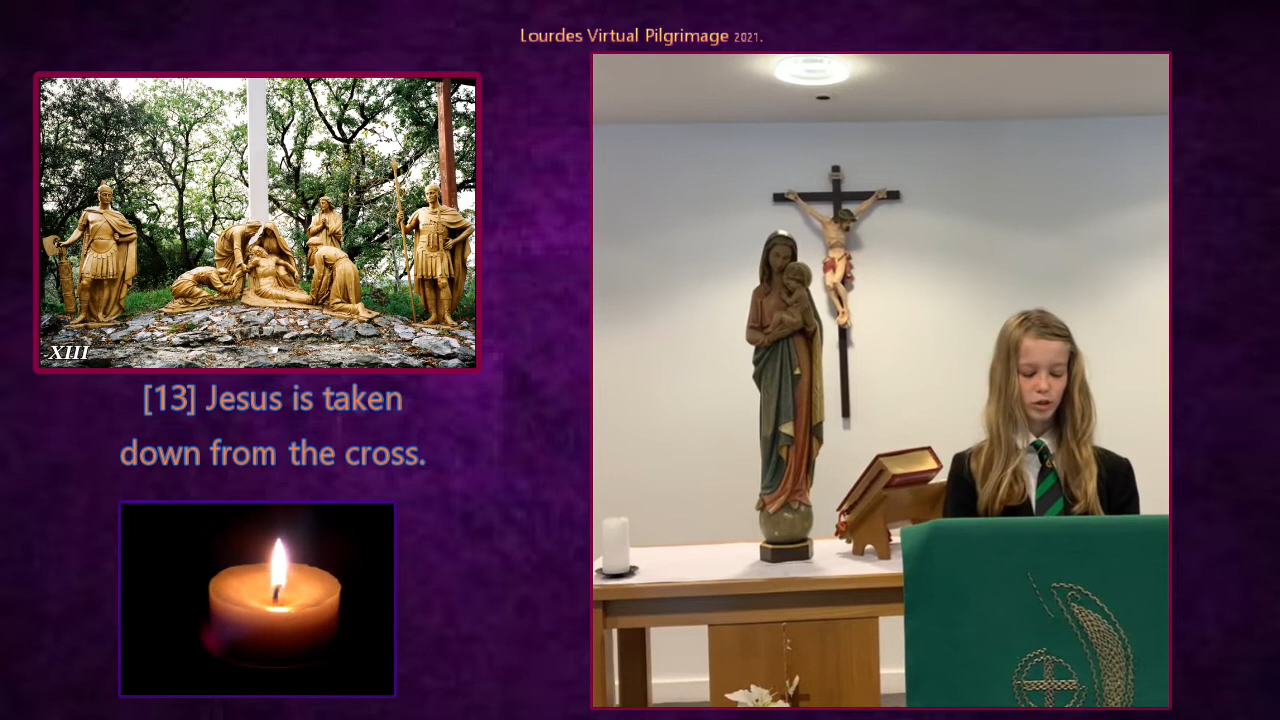 Lourdes Virtual Pilgrimage 2021.
XIII
[13] Jesus is taken
down from the cross.